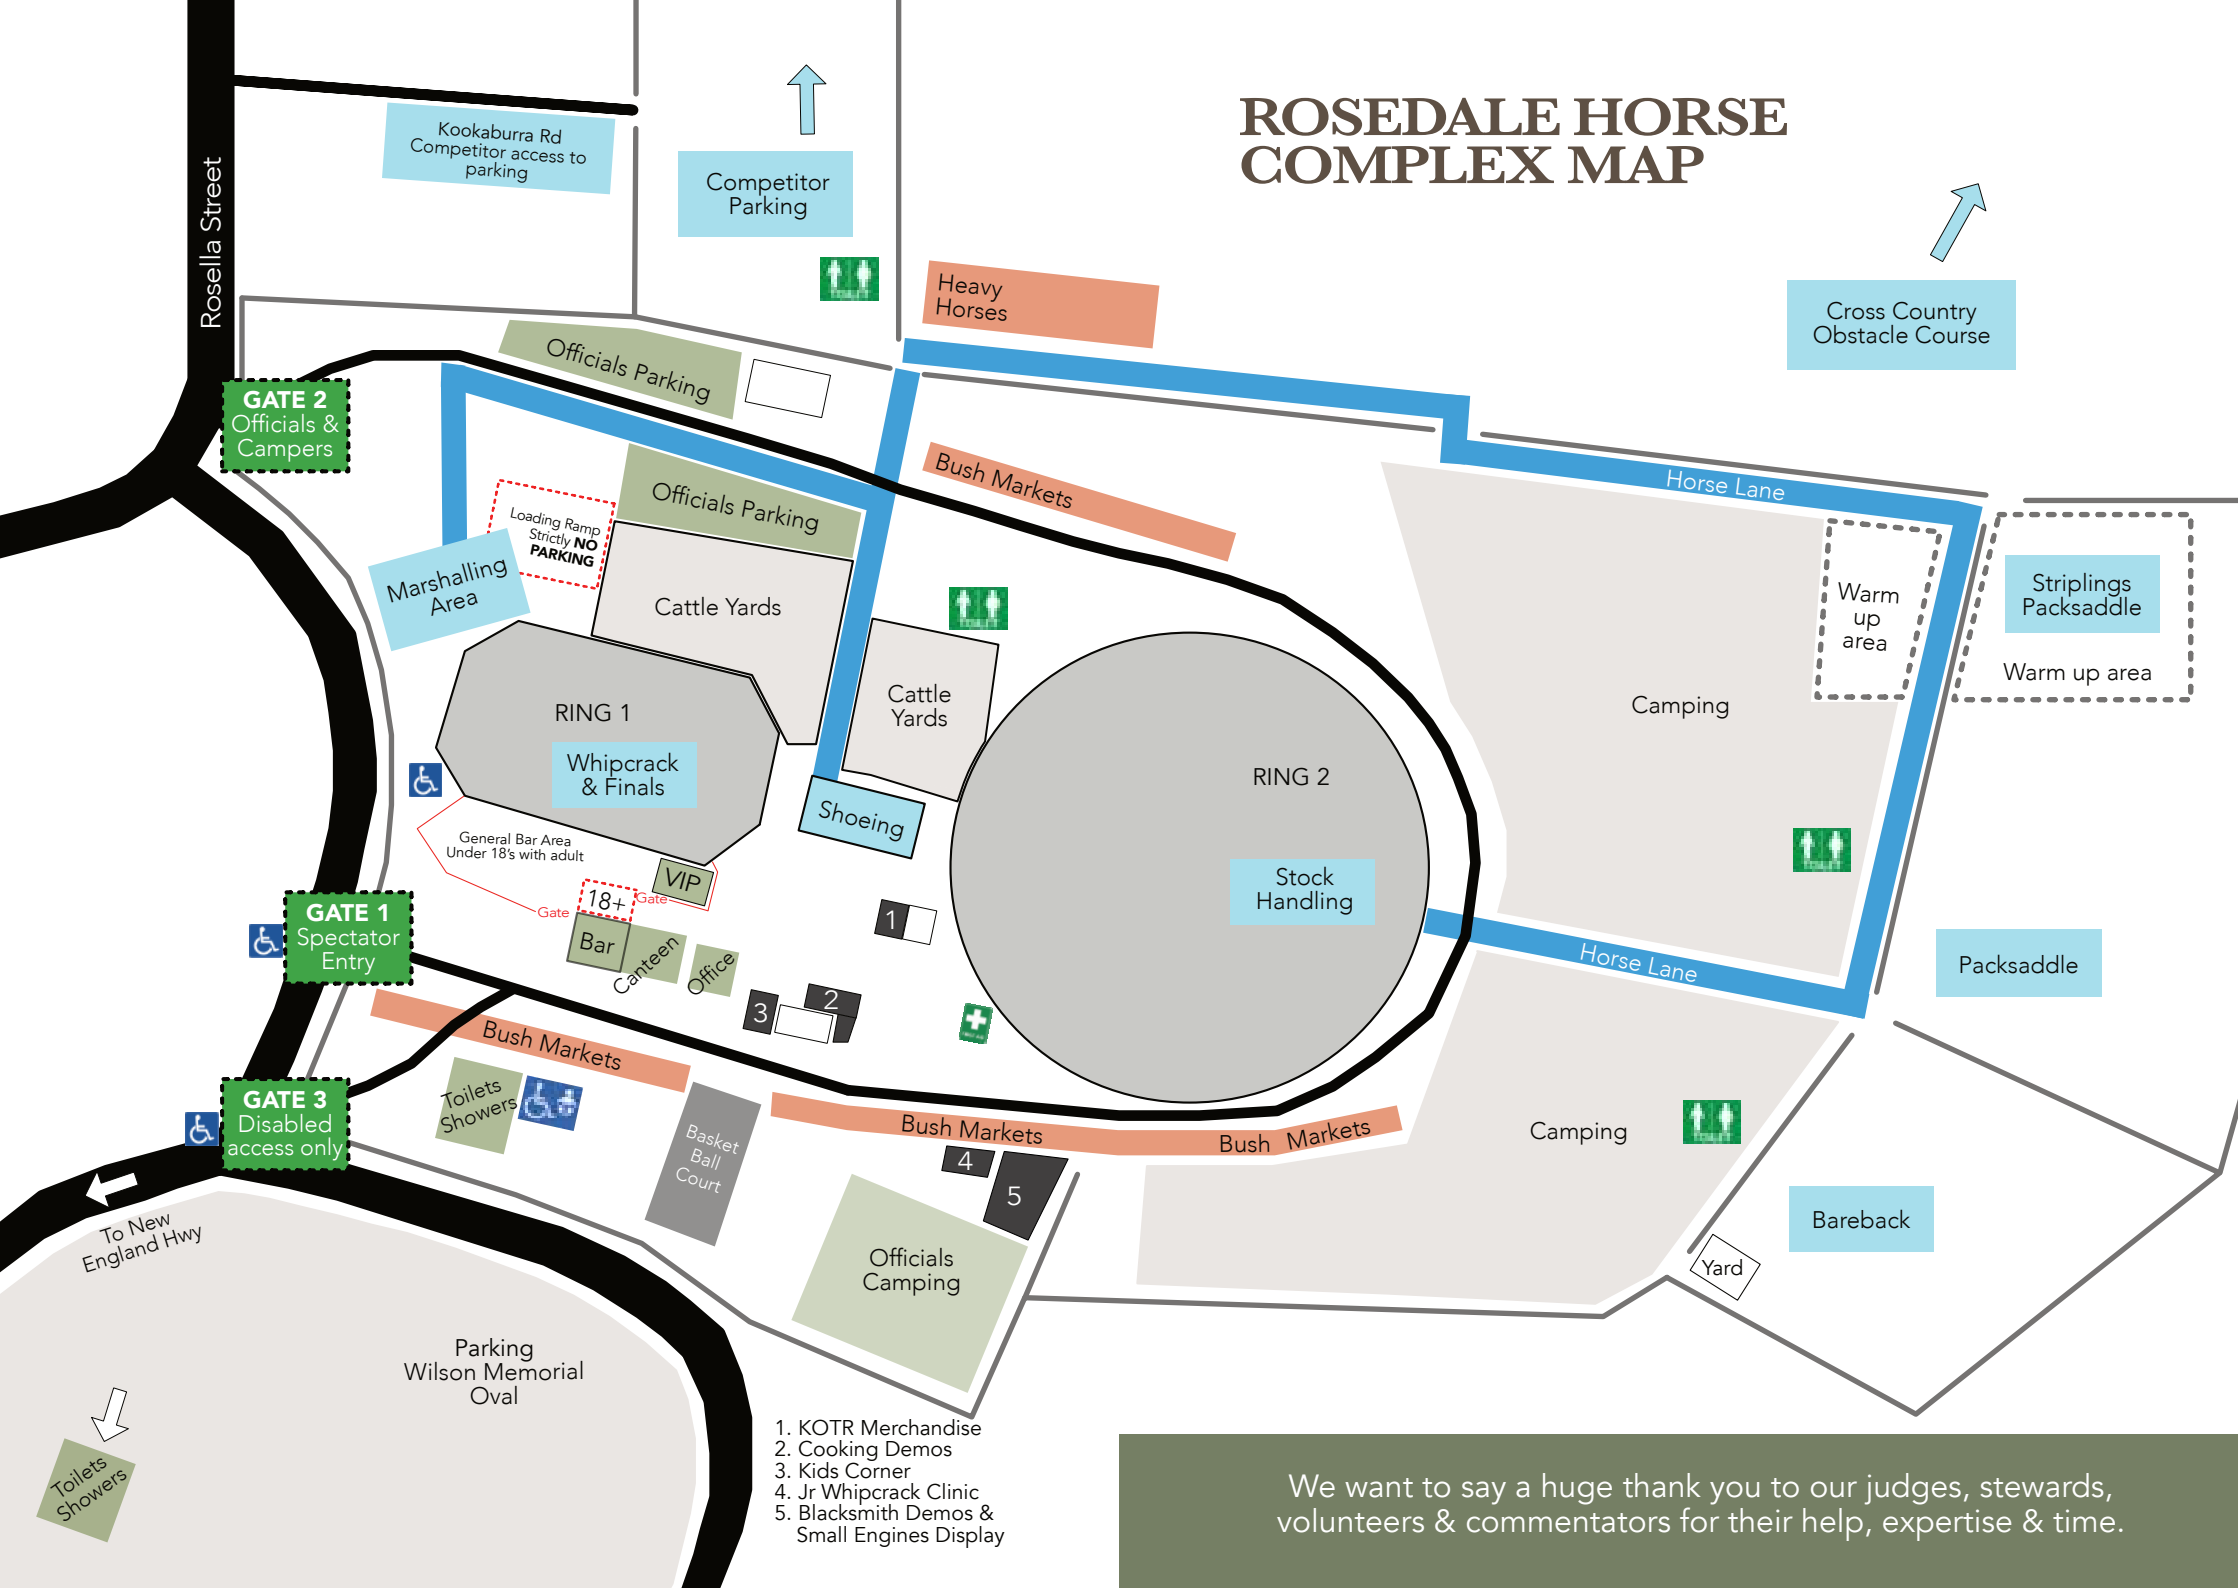 ROSEDALE HORSE
COMPLEX MAP
Rosella Street
Kookaburra Rd
Competitor access to
parking
Competitor
Parking
TOILET
Heavy
Horses
Cross Country
Obstacle Course
Officials Parking
GATE 2
Officials &
Campers
Bush Markets
Horse Lane
Officials Parking
Loading Ramp
Strictly NO
PARKING
Marshalling
Area
Cattle Yards
TOILET
Warm
up
area
Striplings
Packsaddle
Warm up area
Cattle
Yards
Camping
RING 1
Whipcrack
& Finals
RING 2
Shoeing
General Bar Area
Under 18's with adult
TOILET
VIP
18+
Gate
Gate
Stock
Handling
GATE 1
Spectator
Entry
Bar
Canteen
Office
1
Horse Lane
Packsaddle
2
3
Bush Markets
Toilets
Showers
GATE 3
Disabled
access only
Basket
Ball
Court
Bush Markets
Bush Markets
4
5
Camping
TOILET
Bareback
To New
England Hwy
Officials
Camping
Yard
Parking
Wilson Memorial
Oval
Toilets
Showers
1. KOTR Merchandise
2. Cooking Demos
3. Kids Corner
4. Jr Whipcrack Clinic
5. Blacksmith Demos &
Small Engines Display
We want to say a huge thank you to our judges, stewards,
volunteers & commentators for their help, expertise & time.